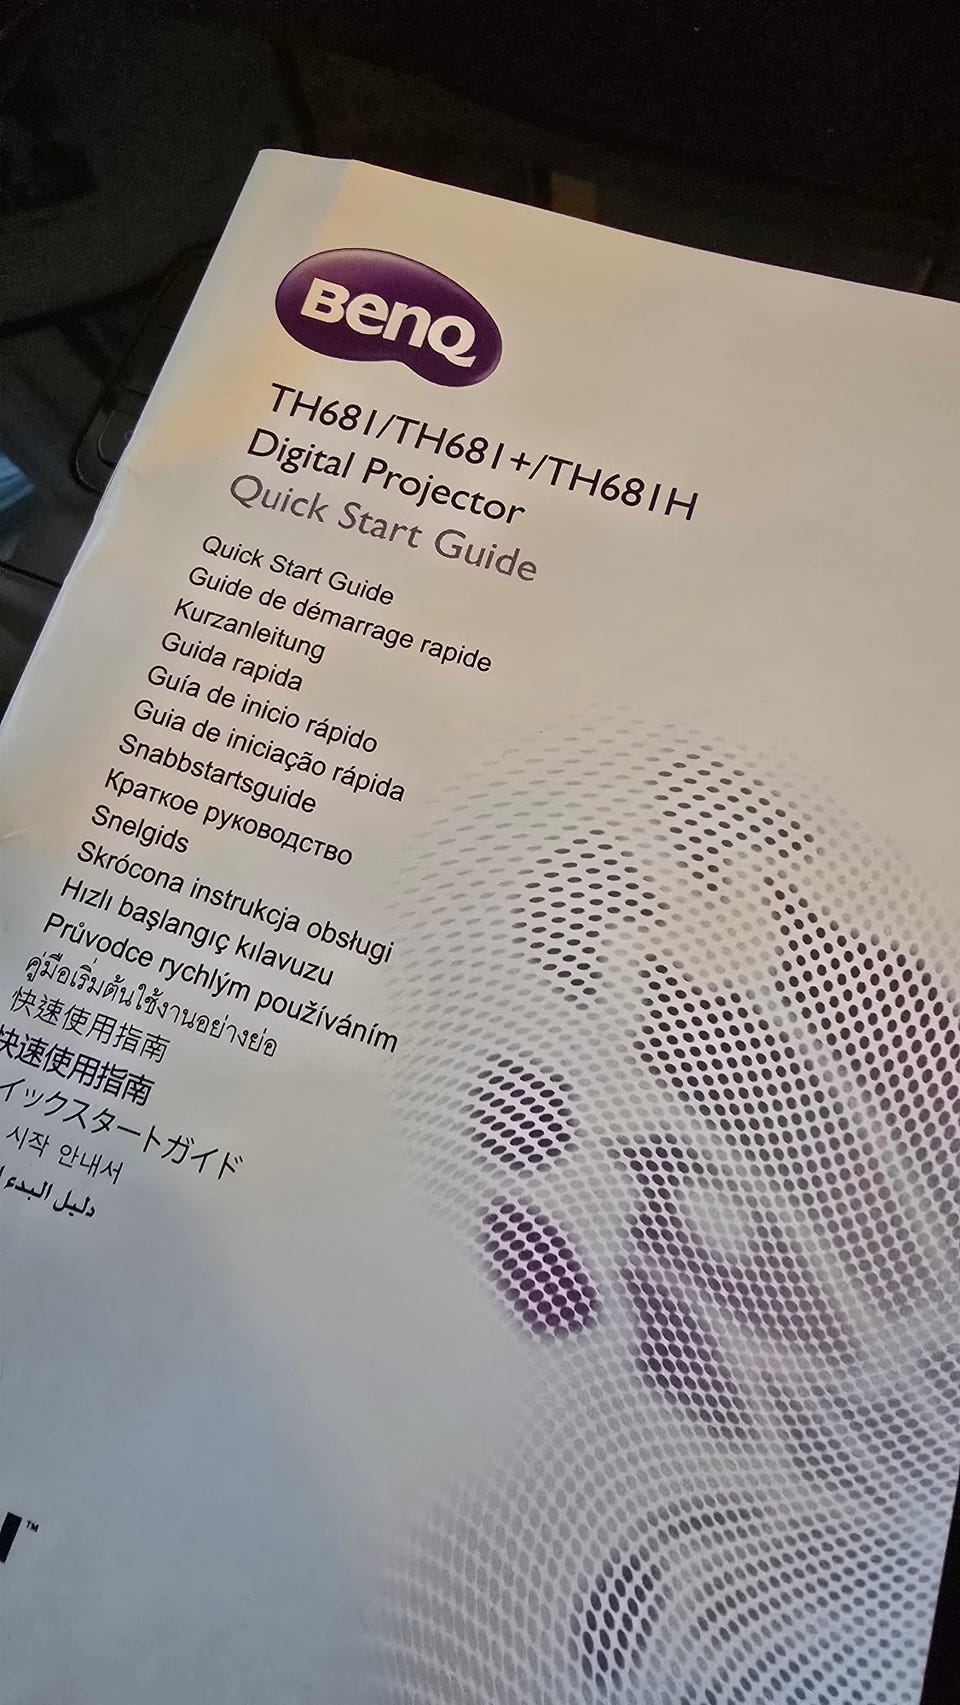 BenQ
TH681/TH681+/TH681H
Digital Projector
Quick Start Guide
Quick Start Guide
Guide de démarrage rapide
Kurzanleitung
Guida rapida
Guía de inicio rápido
Guia de iniciação rápida
Snabbstartsguide
Краткое руководство
Snelgids
Skrócona instrukcja obsługi
Hızlı başlangıç kılavuzu
Průvodce rychlým používáním
คู่มือเริ่มต้นใช้งานอย่างย่อ
快速使用指南
快速使用指南
イックスタートガイド
시작 안내서
دليل البدء
™